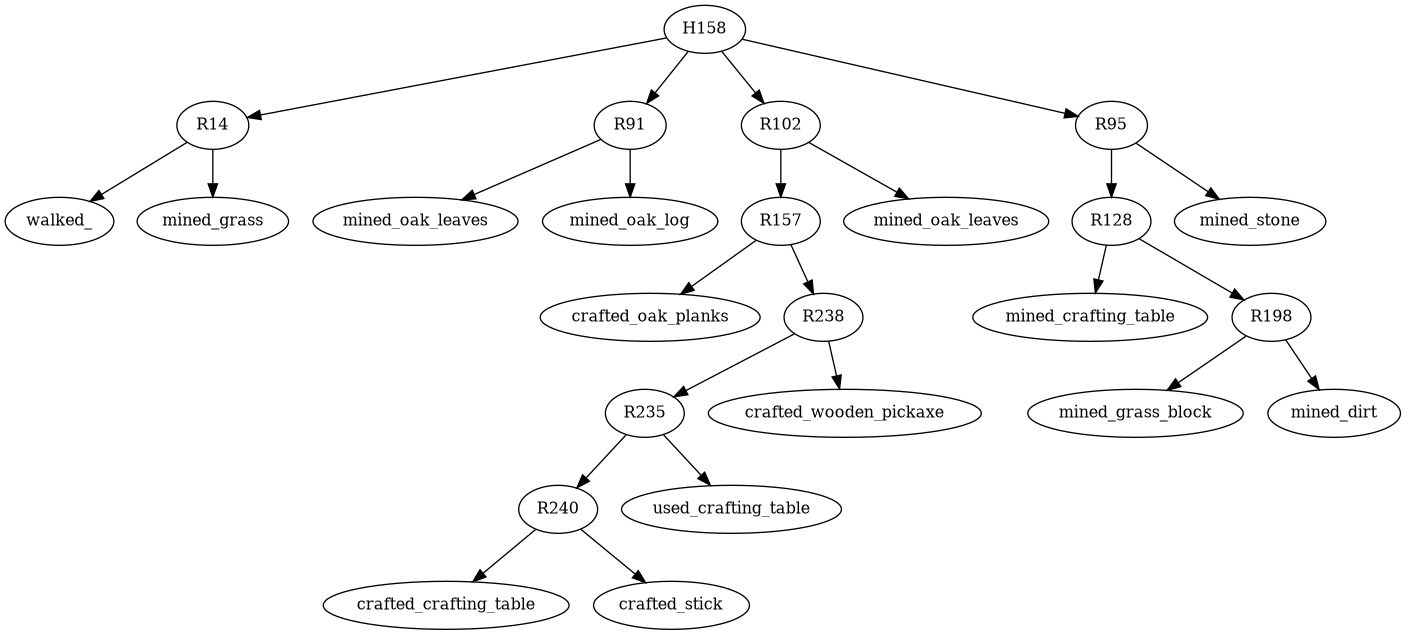 H158
R14
R91
R102
R95
walked_
mined_grass
mined_oak_leaves
mined_oak_log
R157
mined_oak_leaves
R128
mined_stone
crafted_oak_planks
R238
mined_crafting_table
R198
R235
crafted_wooden_pickaxe
mined_grass_block
mined_dirt
R240
used_crafting_table
crafted_crafting_table
crafted_stick